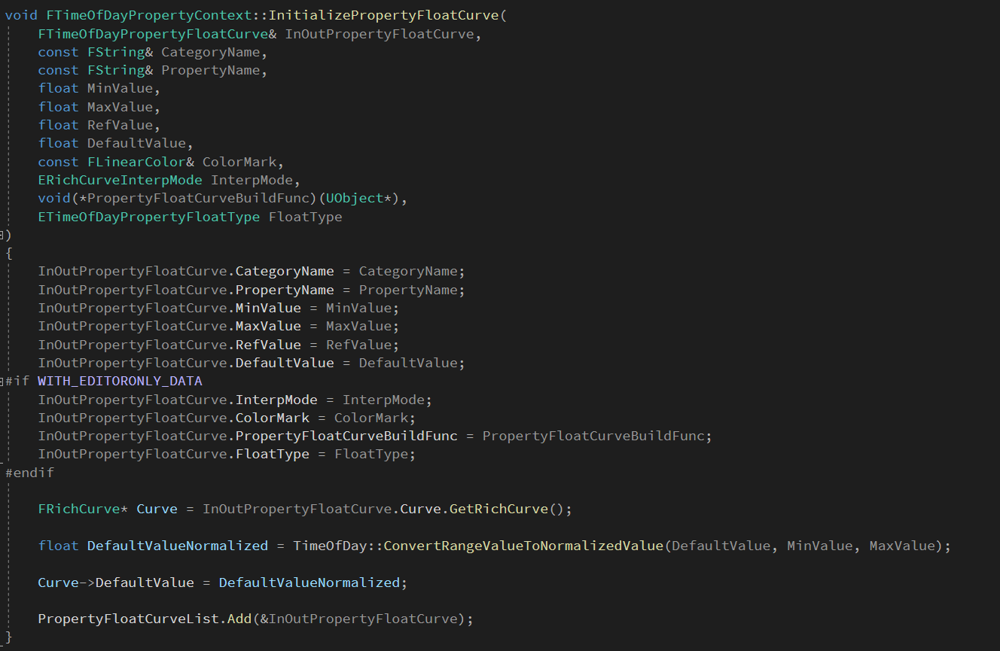 void FTimeOfDayPropertyContext::InitializePropertyFloatCurve(
    FTimeOfDayPropertyFloatCurve& InOutPropertyFloatCurve,
    const FString& CategoryName,
    const FString& PropertyName,
    float MinValue,
    float MaxValue,
    float RefValue,
    float DefaultValue,
    const FLinearColor& ColorMark,
    ERichCurveInterpMode InterpMode,
    void(*PropertyFloatCurveBuildFunc)(UObject*),
    ETimeOfDayPropertyFloatType FloatType
)
{
    InOutPropertyFloatCurve.CategoryName = CategoryName;
    InOutPropertyFloatCurve.PropertyName = PropertyName;
    InOutPropertyFloatCurve.MinValue = MinValue;
    InOutPropertyFloatCurve.MaxValue = MaxValue;
    InOutPropertyFloatCurve.RefValue = RefValue;
    InOutPropertyFloatCurve.DefaultValue = DefaultValue;
#if WITH_EDITORONLY_DATA
    InOutPropertyFloatCurve.InterpMode = InterpMode;
    InOutPropertyFloatCurve.ColorMark = ColorMark;
    InOutPropertyFloatCurve.PropertyFloatCurveBuildFunc = PropertyFloatCurveBuildFunc;
    InOutPropertyFloatCurve.FloatType = FloatType;
#endif
    FRichCurve* Curve = InOutPropertyFloatCurve.Curve.GetRichCurve();
    float DefaultValueNormalized = TimeOfDay::ConvertRangeValueToNormalizedValue(DefaultValue, MinValue, MaxValue);
    Curve->DefaultValue = DefaultValueNormalized;
    PropertyFloatCurveList.Add(&InOutPropertyFloatCurve);
}